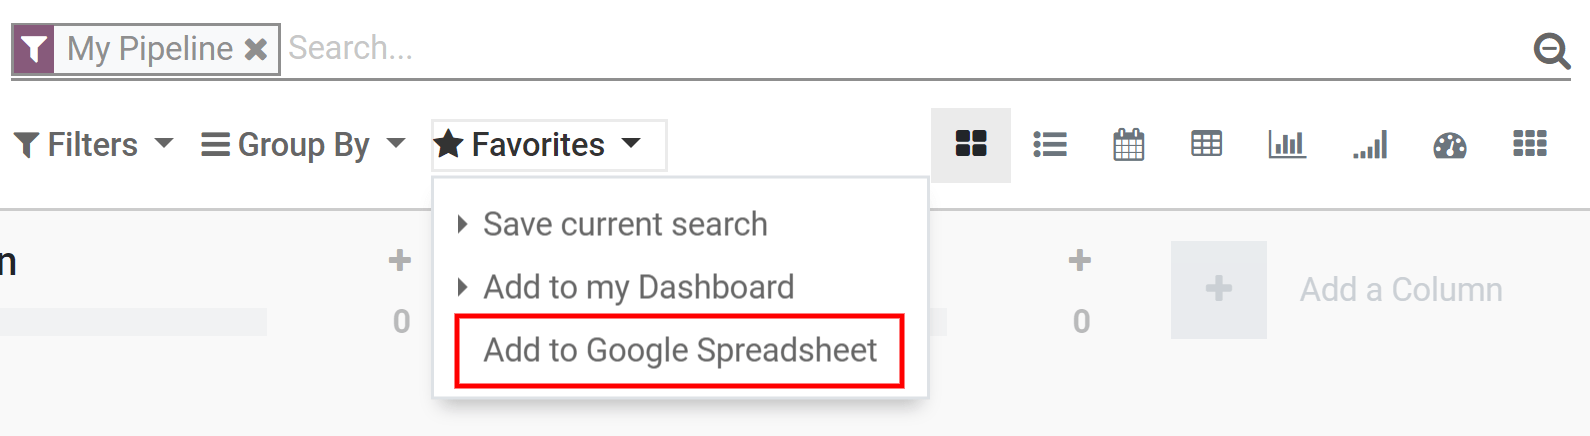 My Pipeline Search...
Filters Group By Favorites
Save current search
n
Add to my Dashboard
Add a Column
0
0
Add to Google Spreadsheet